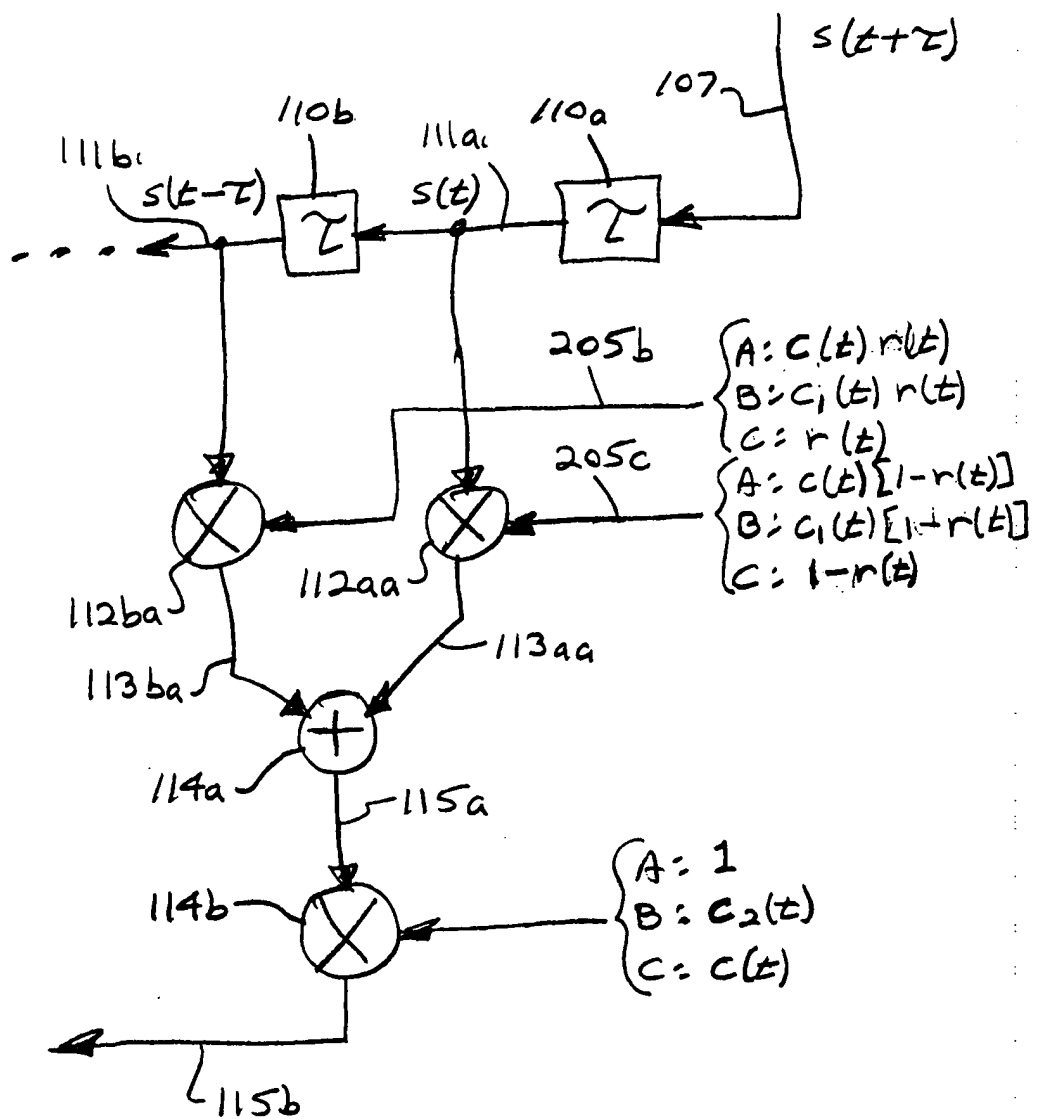 s(t+τ)
107
110b
110a
111b
111a
s(t-τ)
s(t)
τ
τ
205b
A: C(t) r(t)
B: C₁(t) r(t)
C: r(t)
205c
A: c(t)[1-r(t)]
B: c₁(t)[1-r(t)]
C: 1-r(t)
112ba
112aa
113ba
113aa
+
114a
115a
114b
A: 1
B: C₂(t)
C: C(t)
115b